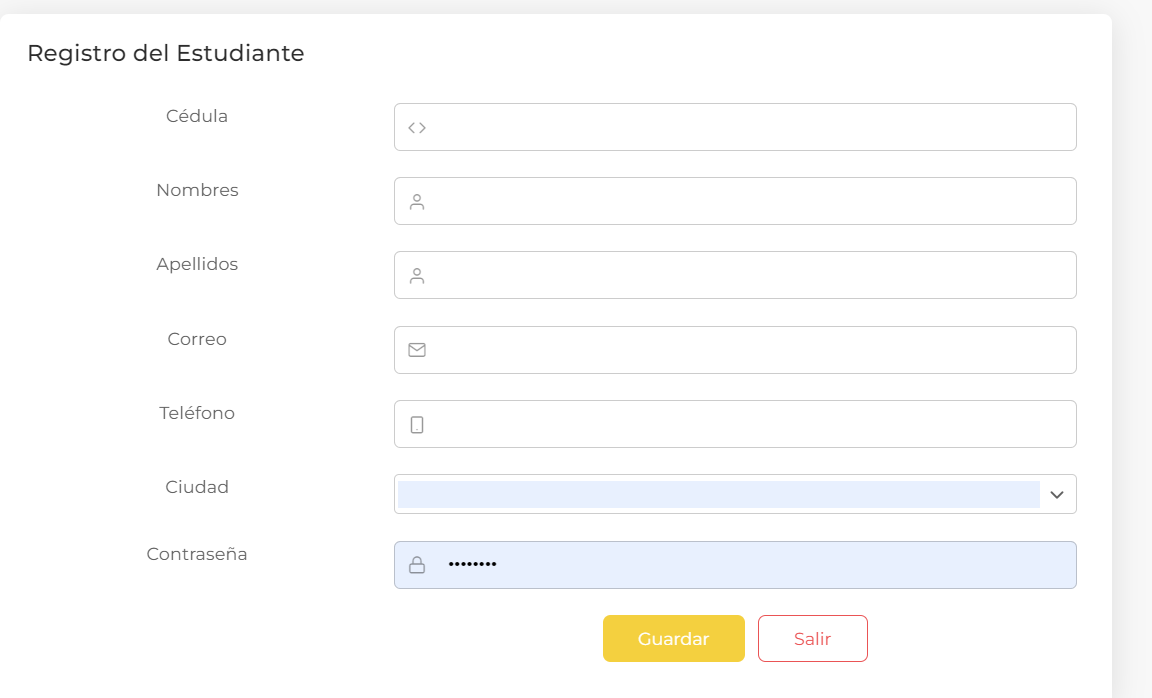 Registro del Estudiante
Cédula
Nombres
Apellidos
Correo
Teléfono
Ciudad
Contraseña
••••••••
Guardar Salir